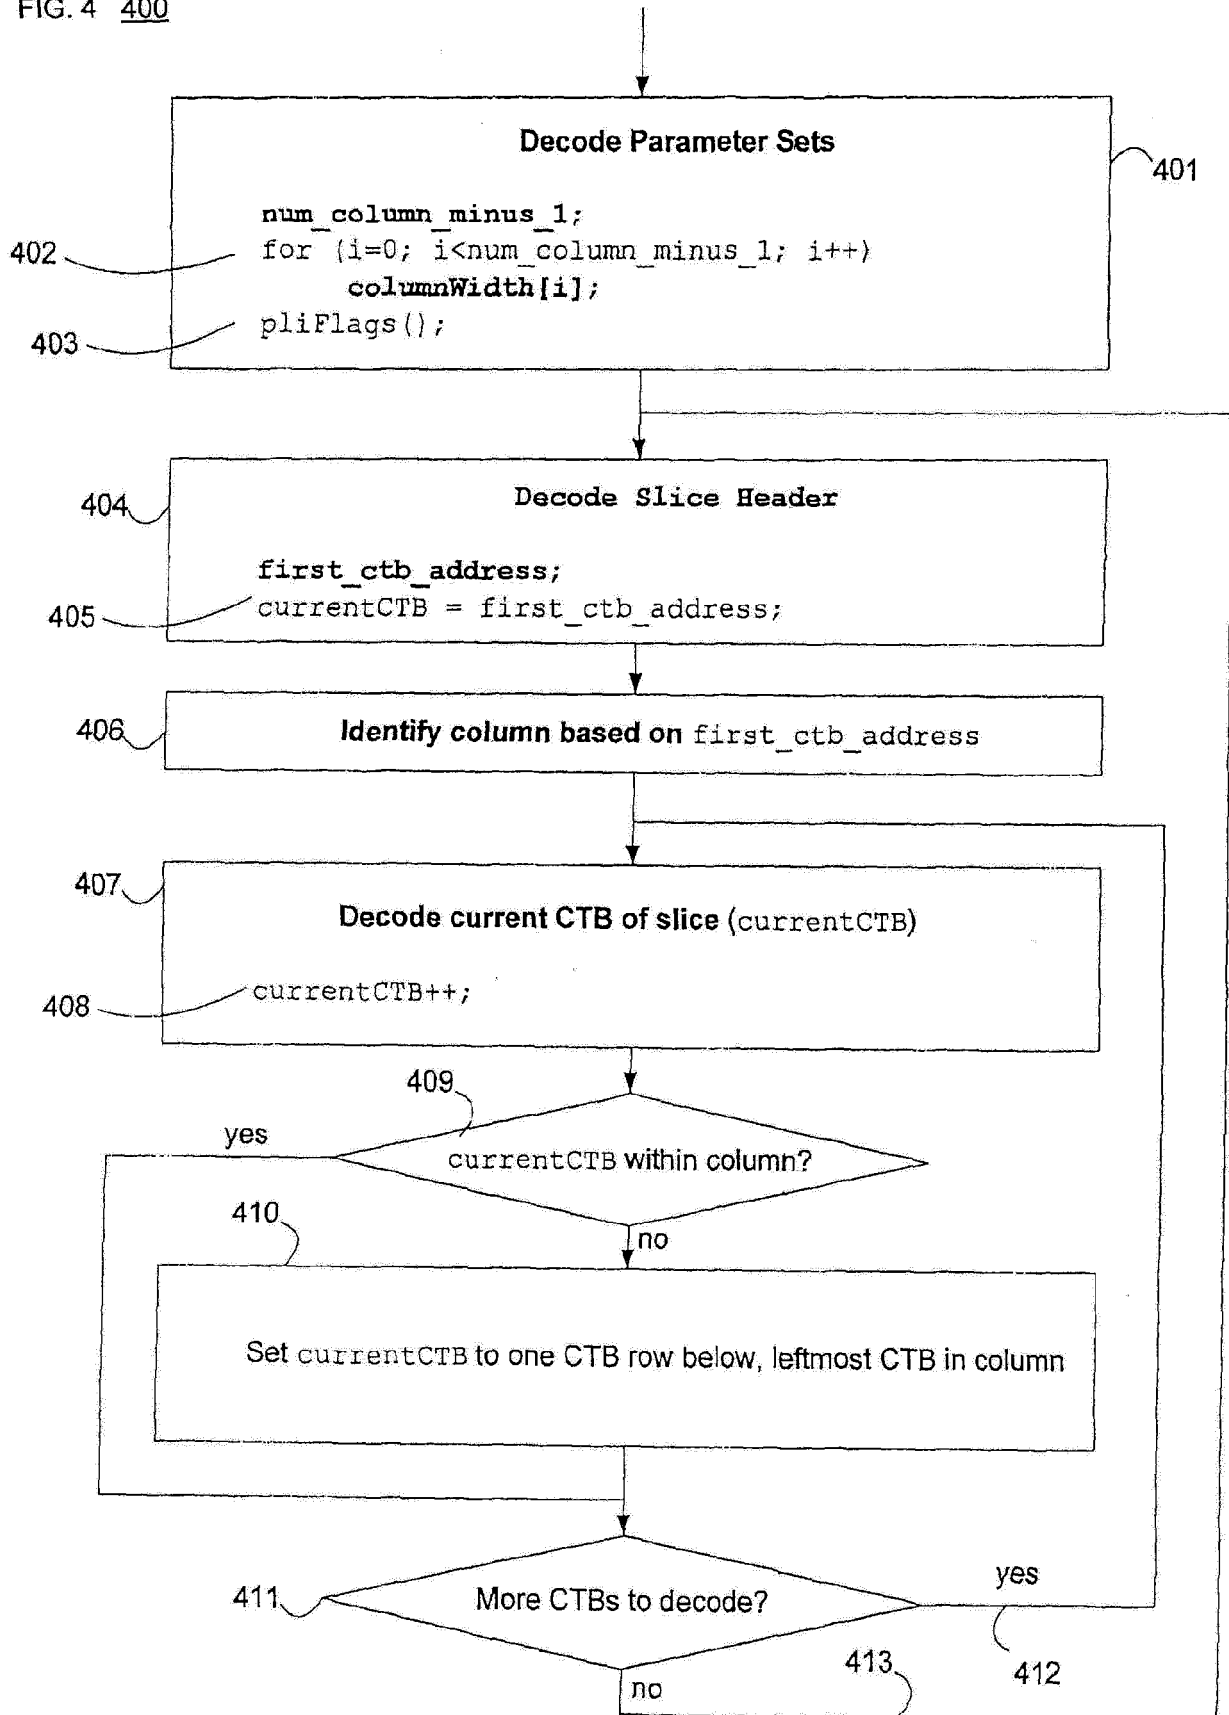 FIG. 4 400
Decode Parameter Sets
401
num_column_minus_1;
402
for (i=0; i<num_column_minus_1; i++)
columnWidth[i];
403
pliFlags();
404
Decode Slice Header
first_ctb_address;
405
currentCTB = first_ctb_address;
406
Identify column based on first_ctb_address
407
Decode current CTB of slice (currentCTB)
408
currentCTB++;
409
yes
currentCTB within column?
410
no
Set currentCTB to one CTB row below, leftmost CTB in column
411
More CTBs to decode?
yes
412
413
no